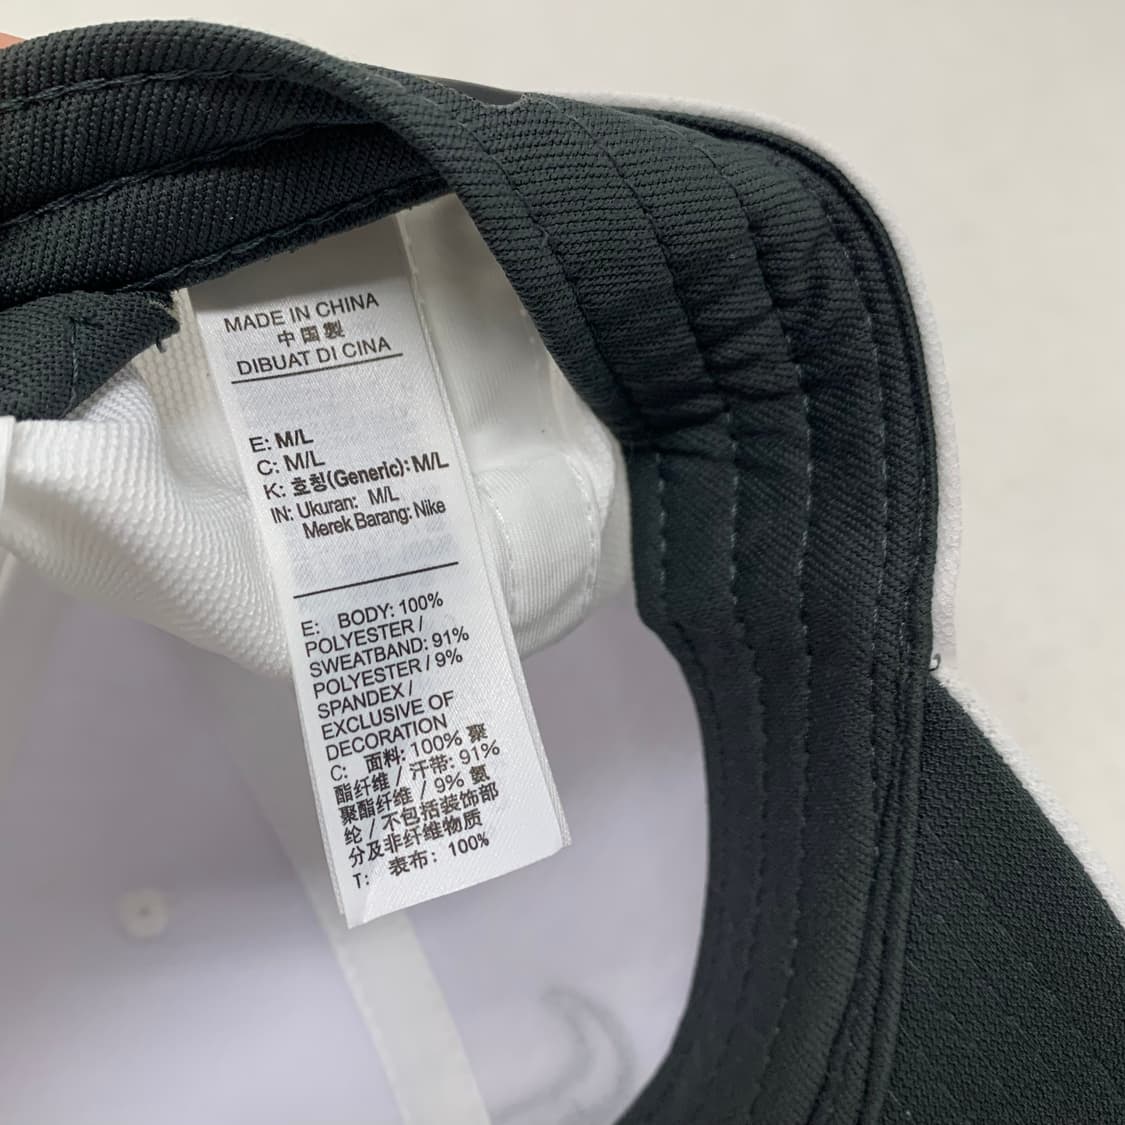 MADE IN CHINA
中国製
DIBUAT DI CINA
E: M/L
C: M/L
K: 호칭(Generic): M/L
IN: Ukuran: M/L
Merek Barang: Nike
E: BODY: 100%
POLYESTER /
SWEATBAND: 91%
POLYESTER / 9%
SPANDEX /
EXCLUSIVE OF
DECORATION
C: 面料: 100% 聚
酯纤维 / 汗带: 91%
聚酯纤维 / 9% 氨
纶 / 不包括装饰部
分及非纤维物质
T: 表布: 100%